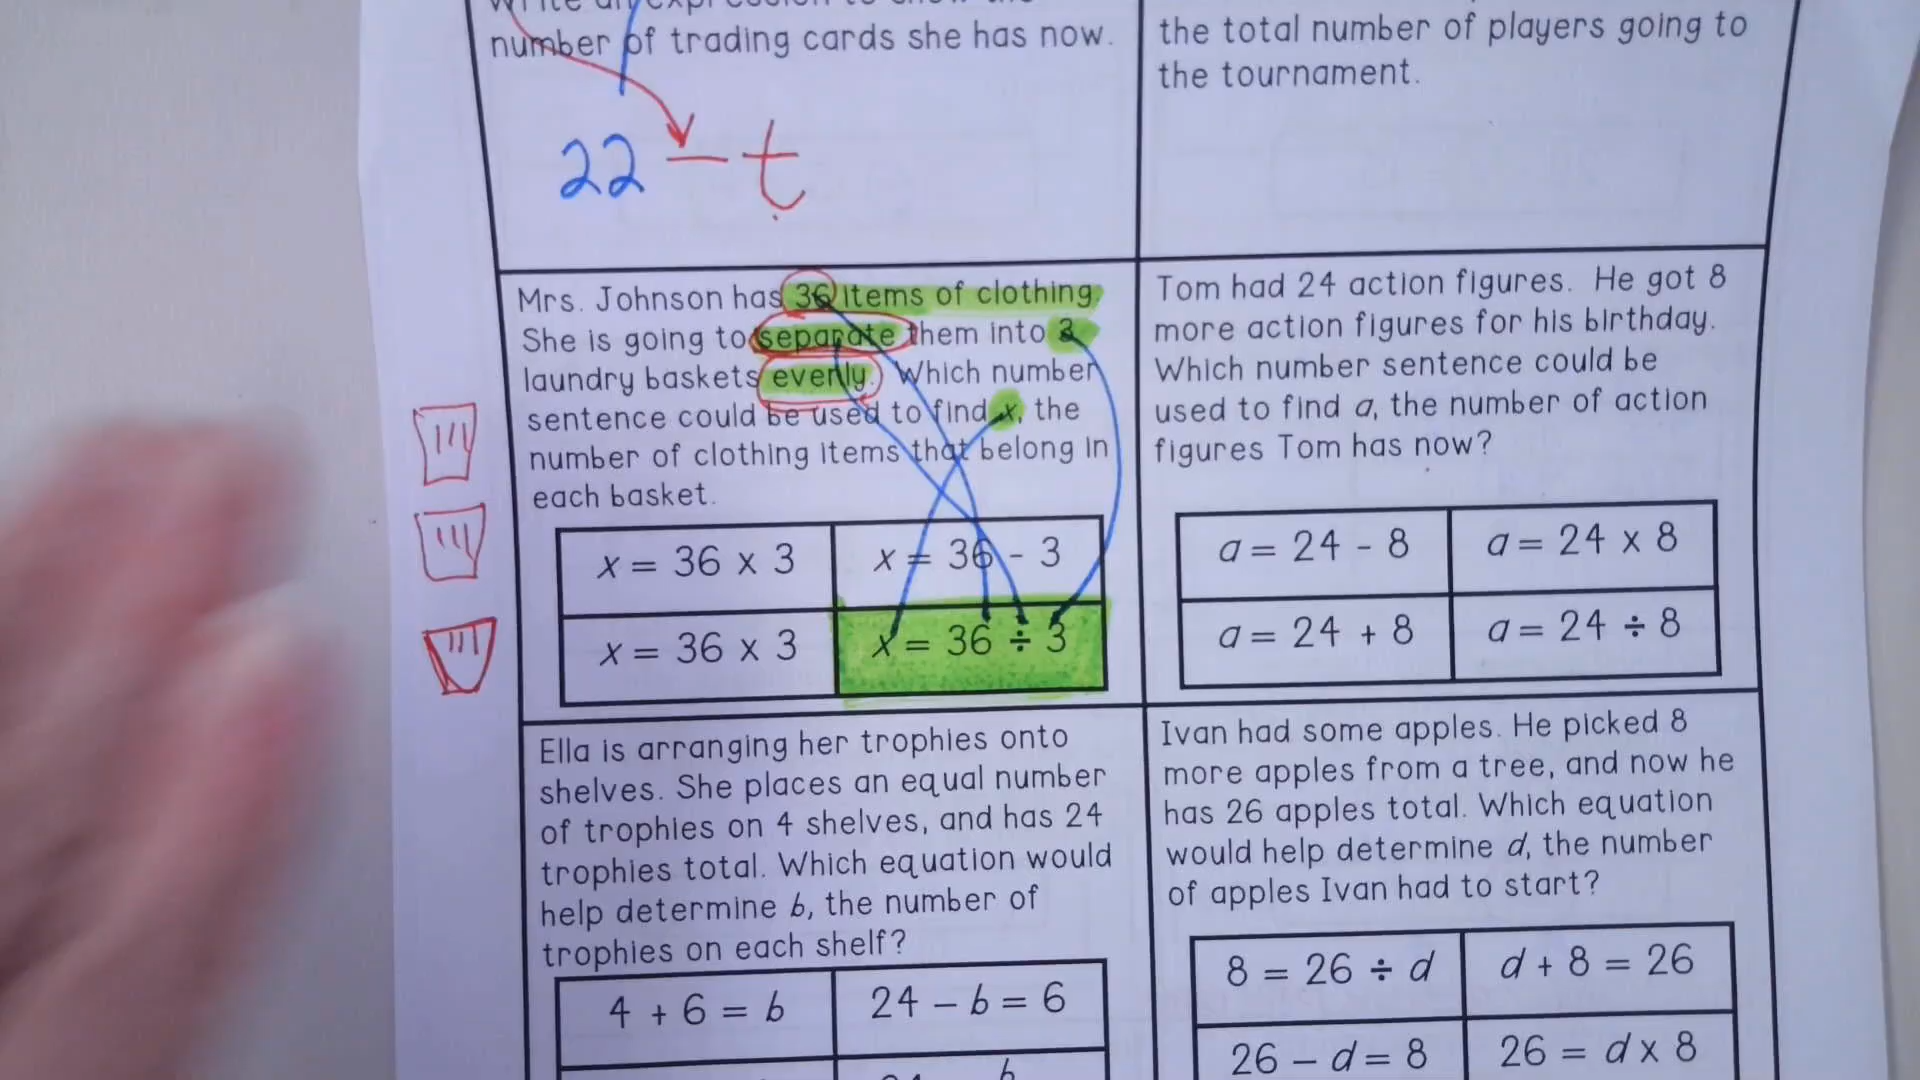 number of trading cards she has now.
22 - t
the total number of players going to
the tournament.
Mrs. Johnson has 36 items of clothing.
She is going to separate them into 3
laundry baskets evenly. Which number
sentence could be used to find x, the
number of clothing items that belong in
each basket.
x = 36 x 3
x = 36 - 3
x = 36 x 3
x = 36 ÷ 3
Tom had 24 action figures. He got 8
more action figures for his birthday.
Which number sentence could be
used to find a, the number of action
figures Tom has now?
a = 24 - 8
a = 24 x 8
a = 24 + 8
a = 24 ÷ 8
Ella is arranging her trophies onto
shelves. She places an equal number
of trophies on 4 shelves, and has 24
trophies total. Which equation would
help determine b, the number of
trophies on each shelf?
4 + 6 = b
24 – b = 6
Ivan had some apples. He picked 8
more apples from a tree, and now he
has 26 apples total. Which equation
would help determine d, the number
of apples Ivan had to start?
8 = 26 ÷ d
d + 8 = 26
26 – d = 8
26 = d x 8